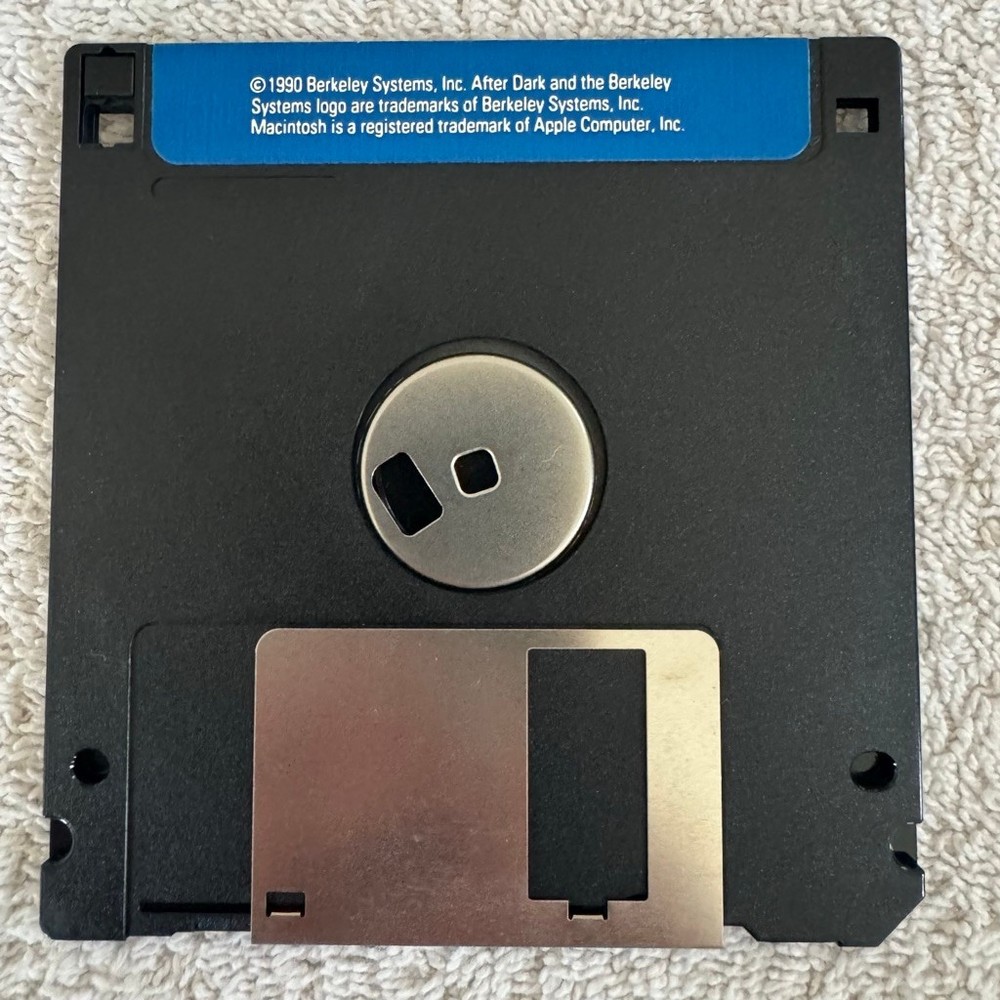 ©1990 Berkeley Systems, Inc. After Dark and the Berkeley
Systems logo are trademarks of Berkeley Systems, Inc.
Macintosh is a registered trademark of Apple Computer, Inc.